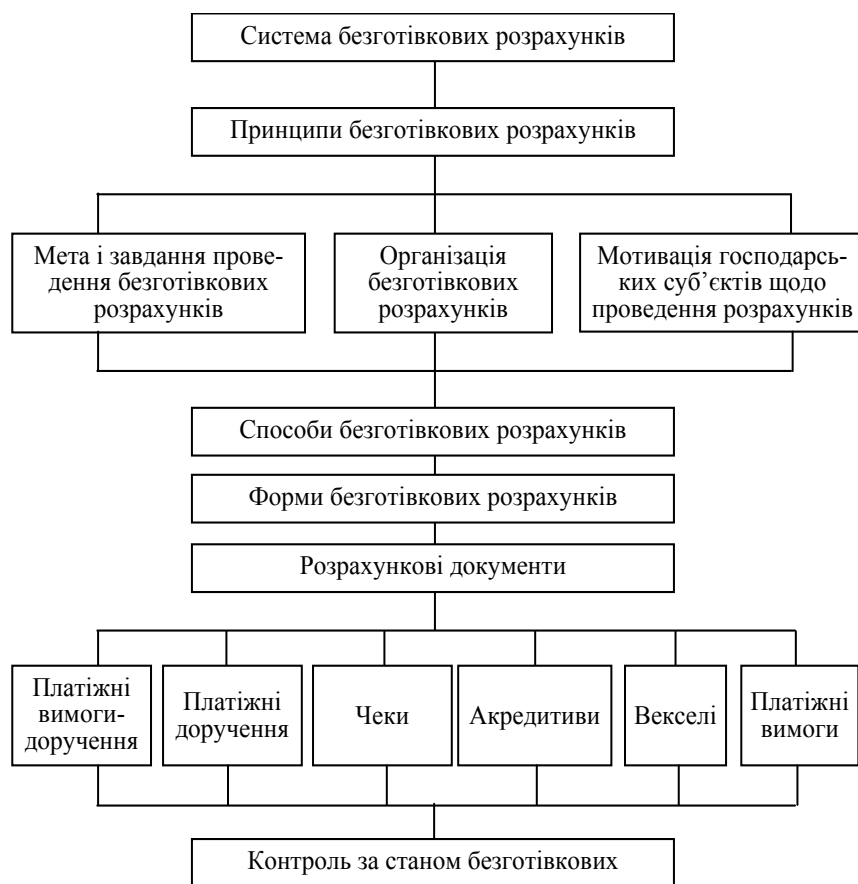 Система безготівкових розрахунків
Принципи безготівкових розрахунків
Мета і завдання прове-
дення безготівкових
розрахунків
Організація
безготівкових
розрахунків
Мотивація господарсь-
ких суб’єктів щодо
проведення розрахунків
Способи безготівкових розрахунків
Форми безготівкових розрахунків
Розрахункові документи
Платіжні
вимоги-
доручення
Платіжні
доручення
Чеки
Акредитиви
Векселі
Платіжні
вимоги
Контроль за станом безготівкових